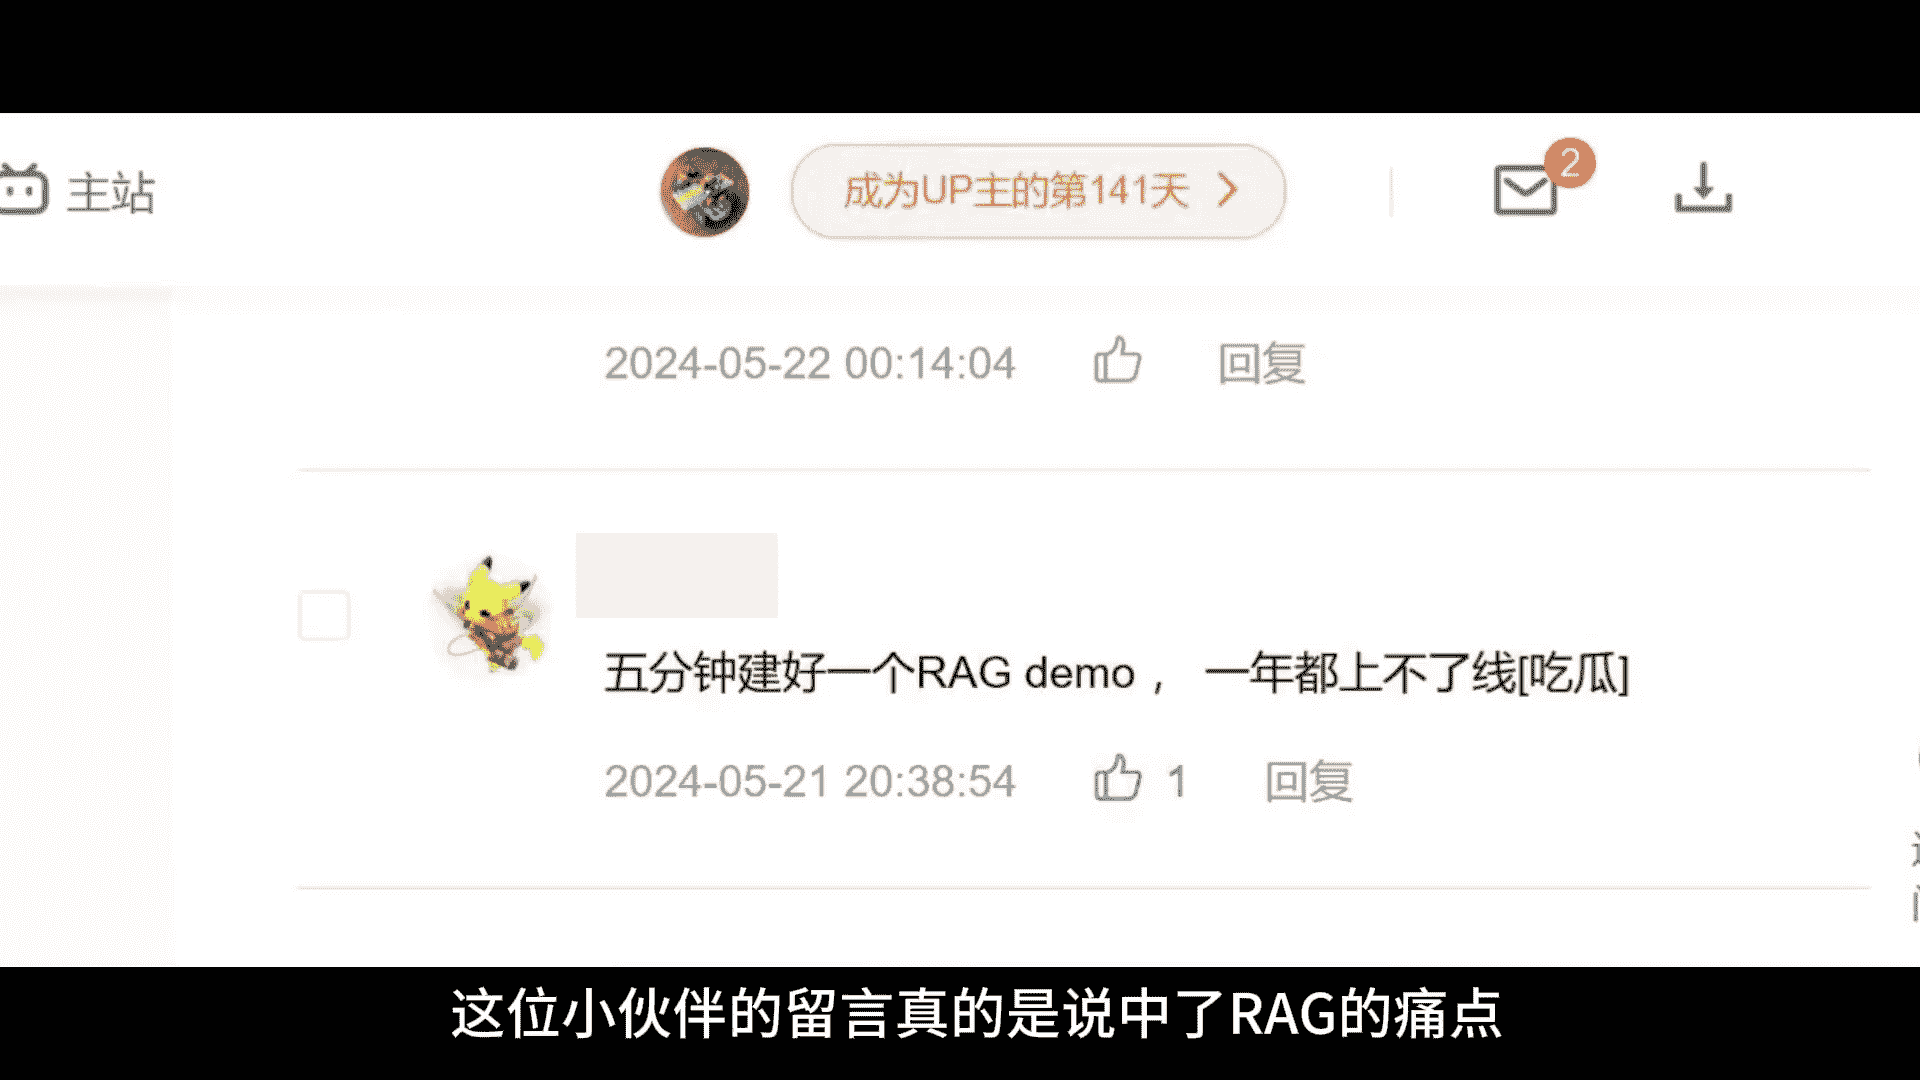 主站
成为UP主的第141天
2
2024-05-22 00:14:04 回复
五分钟建好一个RAG demo， 一年都上不了线[吃瓜]
2024-05-21 20:38:54 1 回复
这位小伙伴的留言真的是说中了RAG的痛点